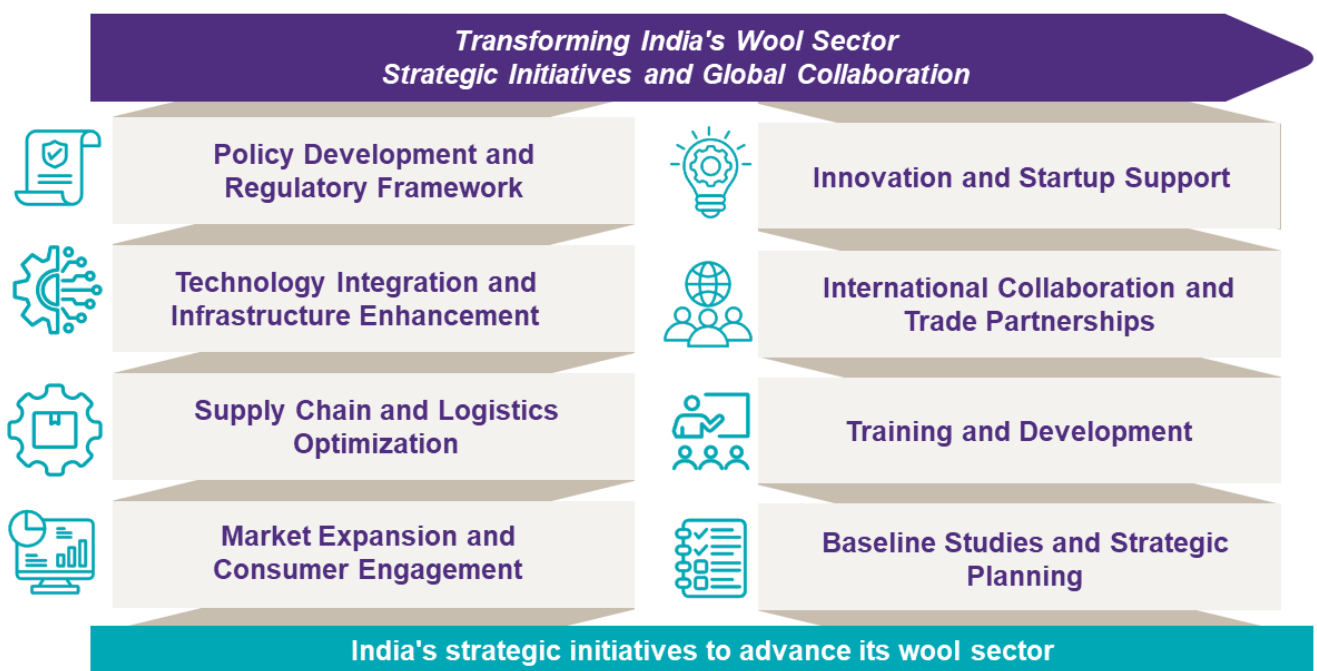 Transforming India's Wool Sector
Strategic Initiatives and Global Collaboration
Policy Development and
Regulatory Framework
Technology Integration and
Infrastructure Enhancement
Supply Chain and Logistics
Optimization
Market Expansion and
Consumer Engagement
Innovation and Startup Support
International Collaboration and
Trade Partnerships
Training and Development
Baseline Studies and Strategic
Planning
India's strategic initiatives to advance its wool sector